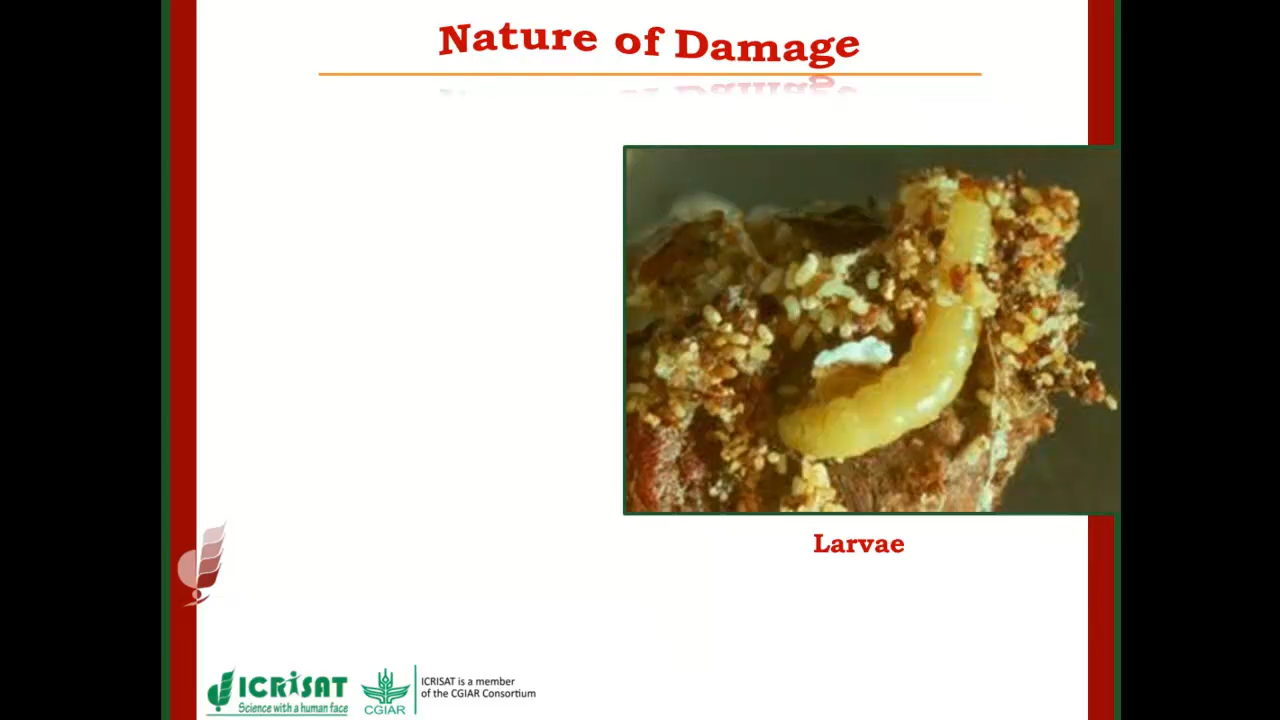 Nature of Damage
Larvae
ICRISAT
Science with a human face
CGIAR
ICRISAT is a member
of the CGIAR Consortium